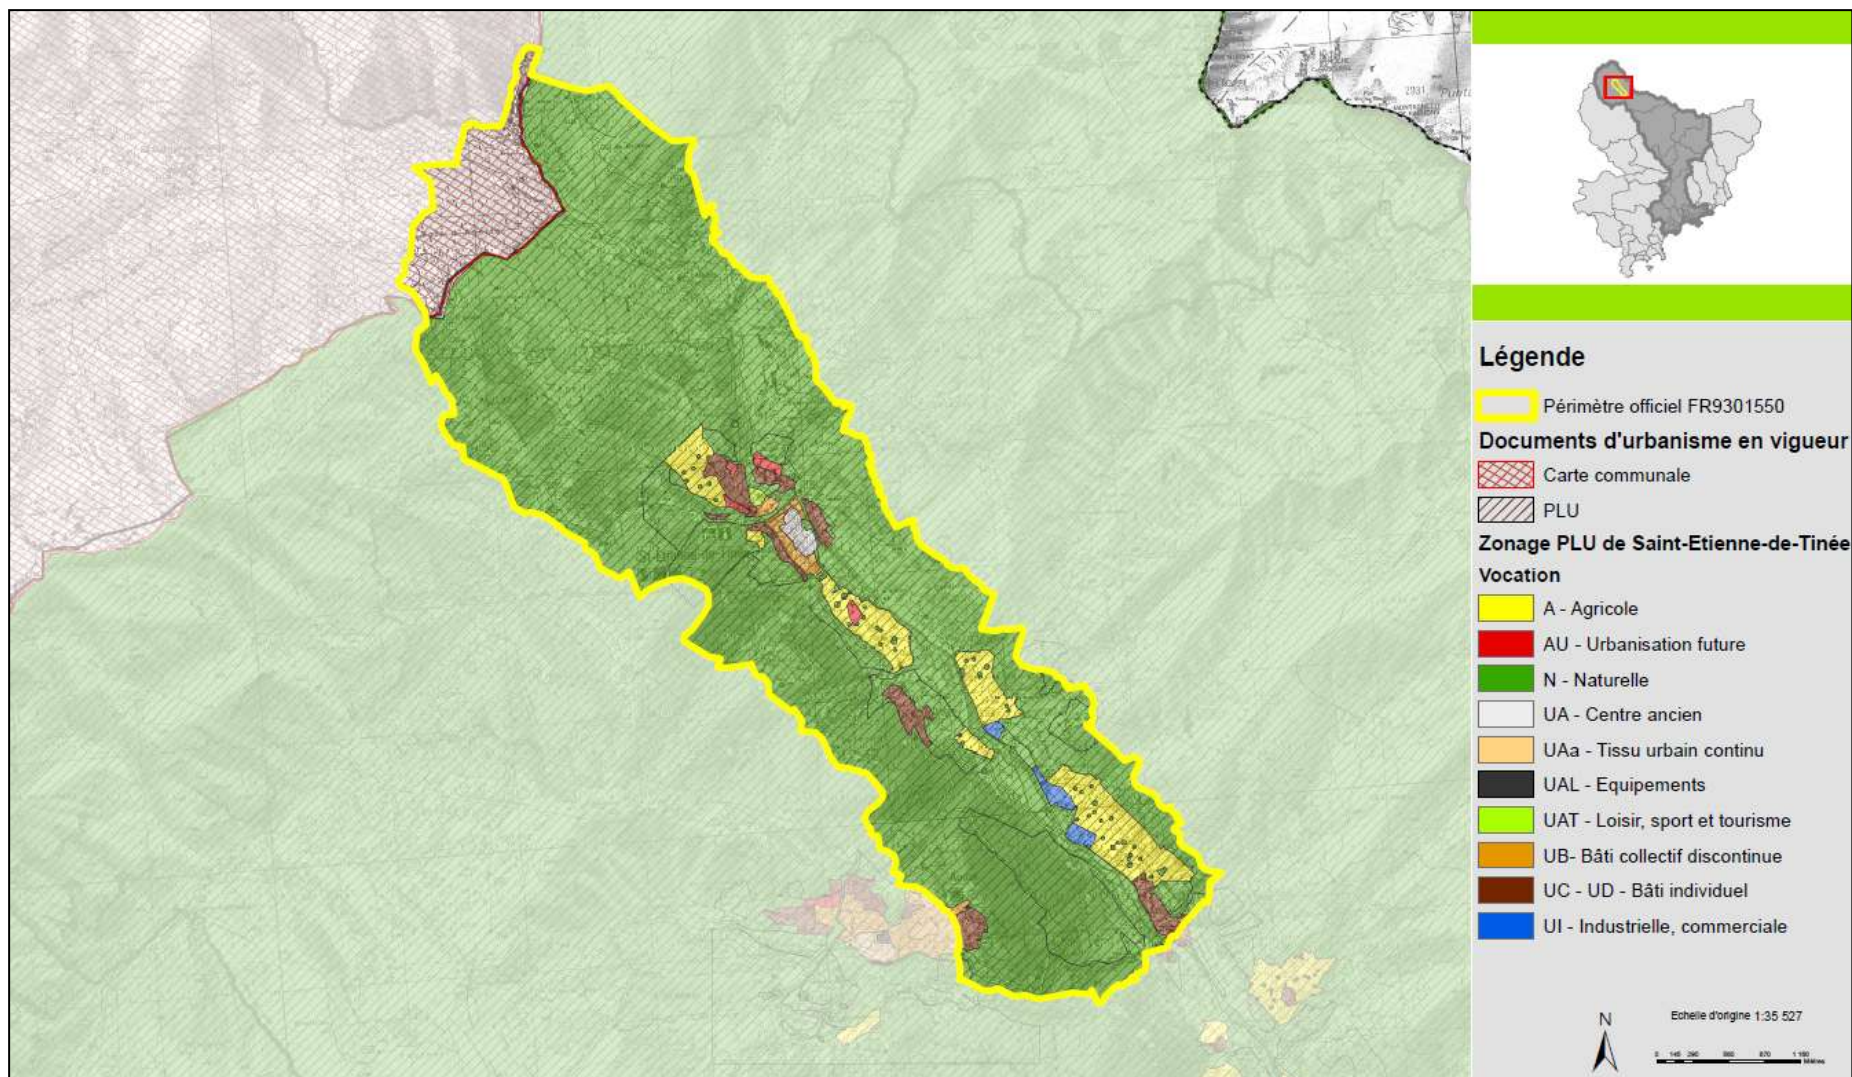 2931
Légende
Périmètre officiel FR9301550
Documents d'urbanisme en vigueur
Carte communale
PLU
Zonage PLU de Saint-Etienne-de-Tinée
Vocation
A - Agricole
AU - Urbanisation future
N - Naturelle
UA - Centre ancien
UAa - Tissu urbain continu
UAL - Equipements
UAT - Loisir, sport et tourisme
UB- Bâti collectif discontinue
UC - UD - Bâti individuel
UI - Industrielle, commerciale
N
Echelle d'origine 1:35 527